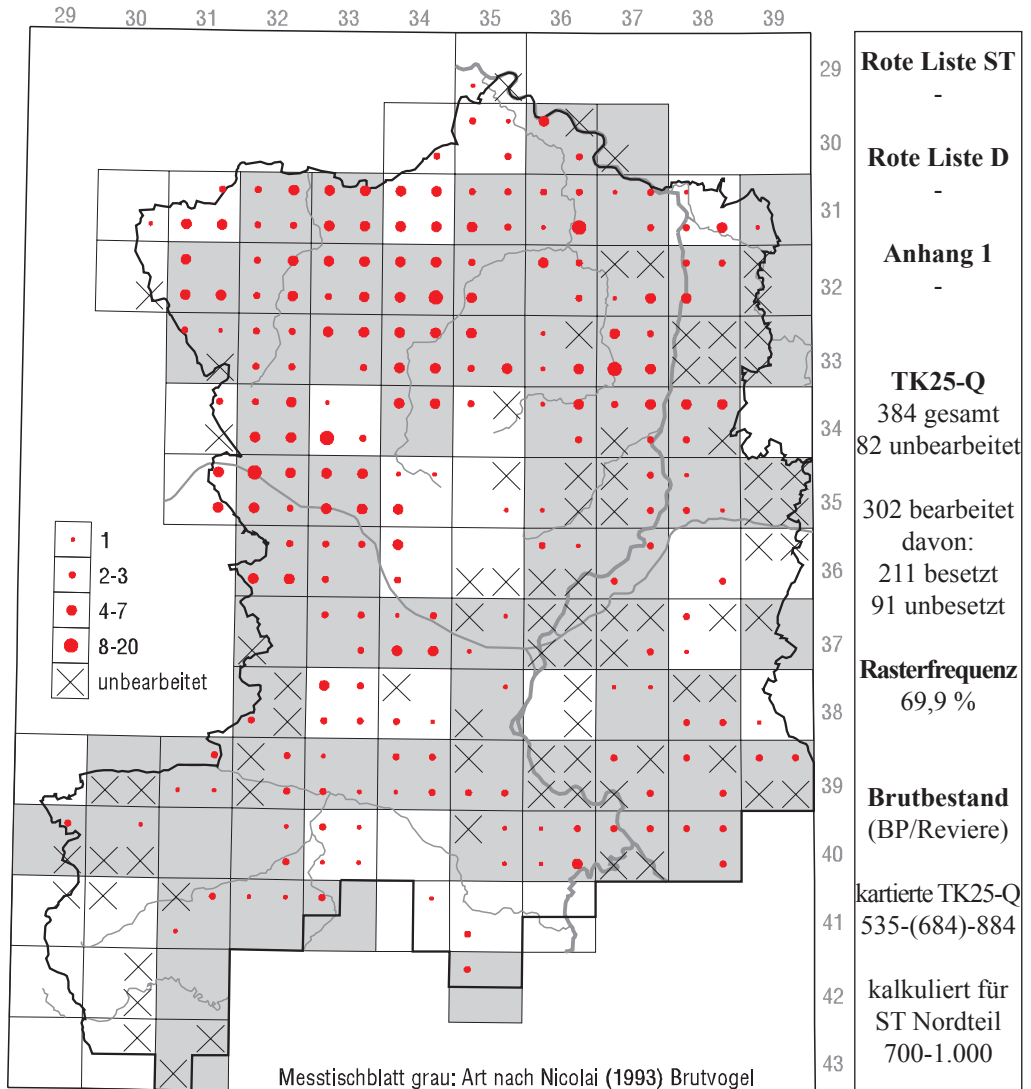 29 30 31 32 33 34 35 36 37 38 39
29
30
31
32
33
34
35
36
37
38
39
40
41
42
43
1
2-3
4-7
8-20
unbearbeitet
Messtischblatt grau: Art nach Nicolai (1993) Brutvogel
Rote Liste ST
-
Rote Liste D
-
Anhang 1
-
TK25-Q
384 gesamt
82 unbearbeitet
302 bearbeitet
davon:
211 besetzt
91 unbesetzt
Rasterfrequenz
69,9 %
Brutbestand
(BP/Reviere)
kartierte TK25-Q
535-(684)-884
kalkuliert für
ST Nordteil
700-1.000